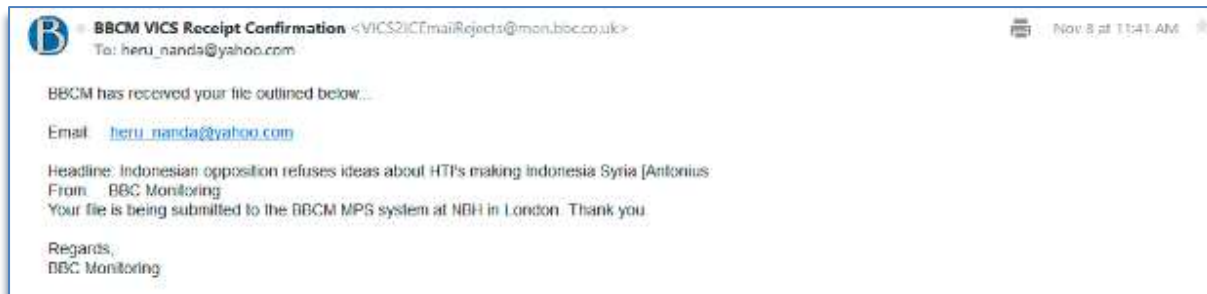 B
BBCM VICS Receipt Confirmation <VICS2ICEmailRejects@mon.bbc.co.uk>
Nov 8 at 11:41 AM
To: heru_nanda@yahoo.com
BBCM has received your file outlined below...
Email: heru_nanda@yahoo.com
Headline: Indonesian opposition refuses ideas about HTI's making Indonesia Syria [Antonius
From: BBC Monitoring
Your file is being submitted to the BBCM MPS system at NBH in London. Thank you.
Regards,
BBC Monitoring